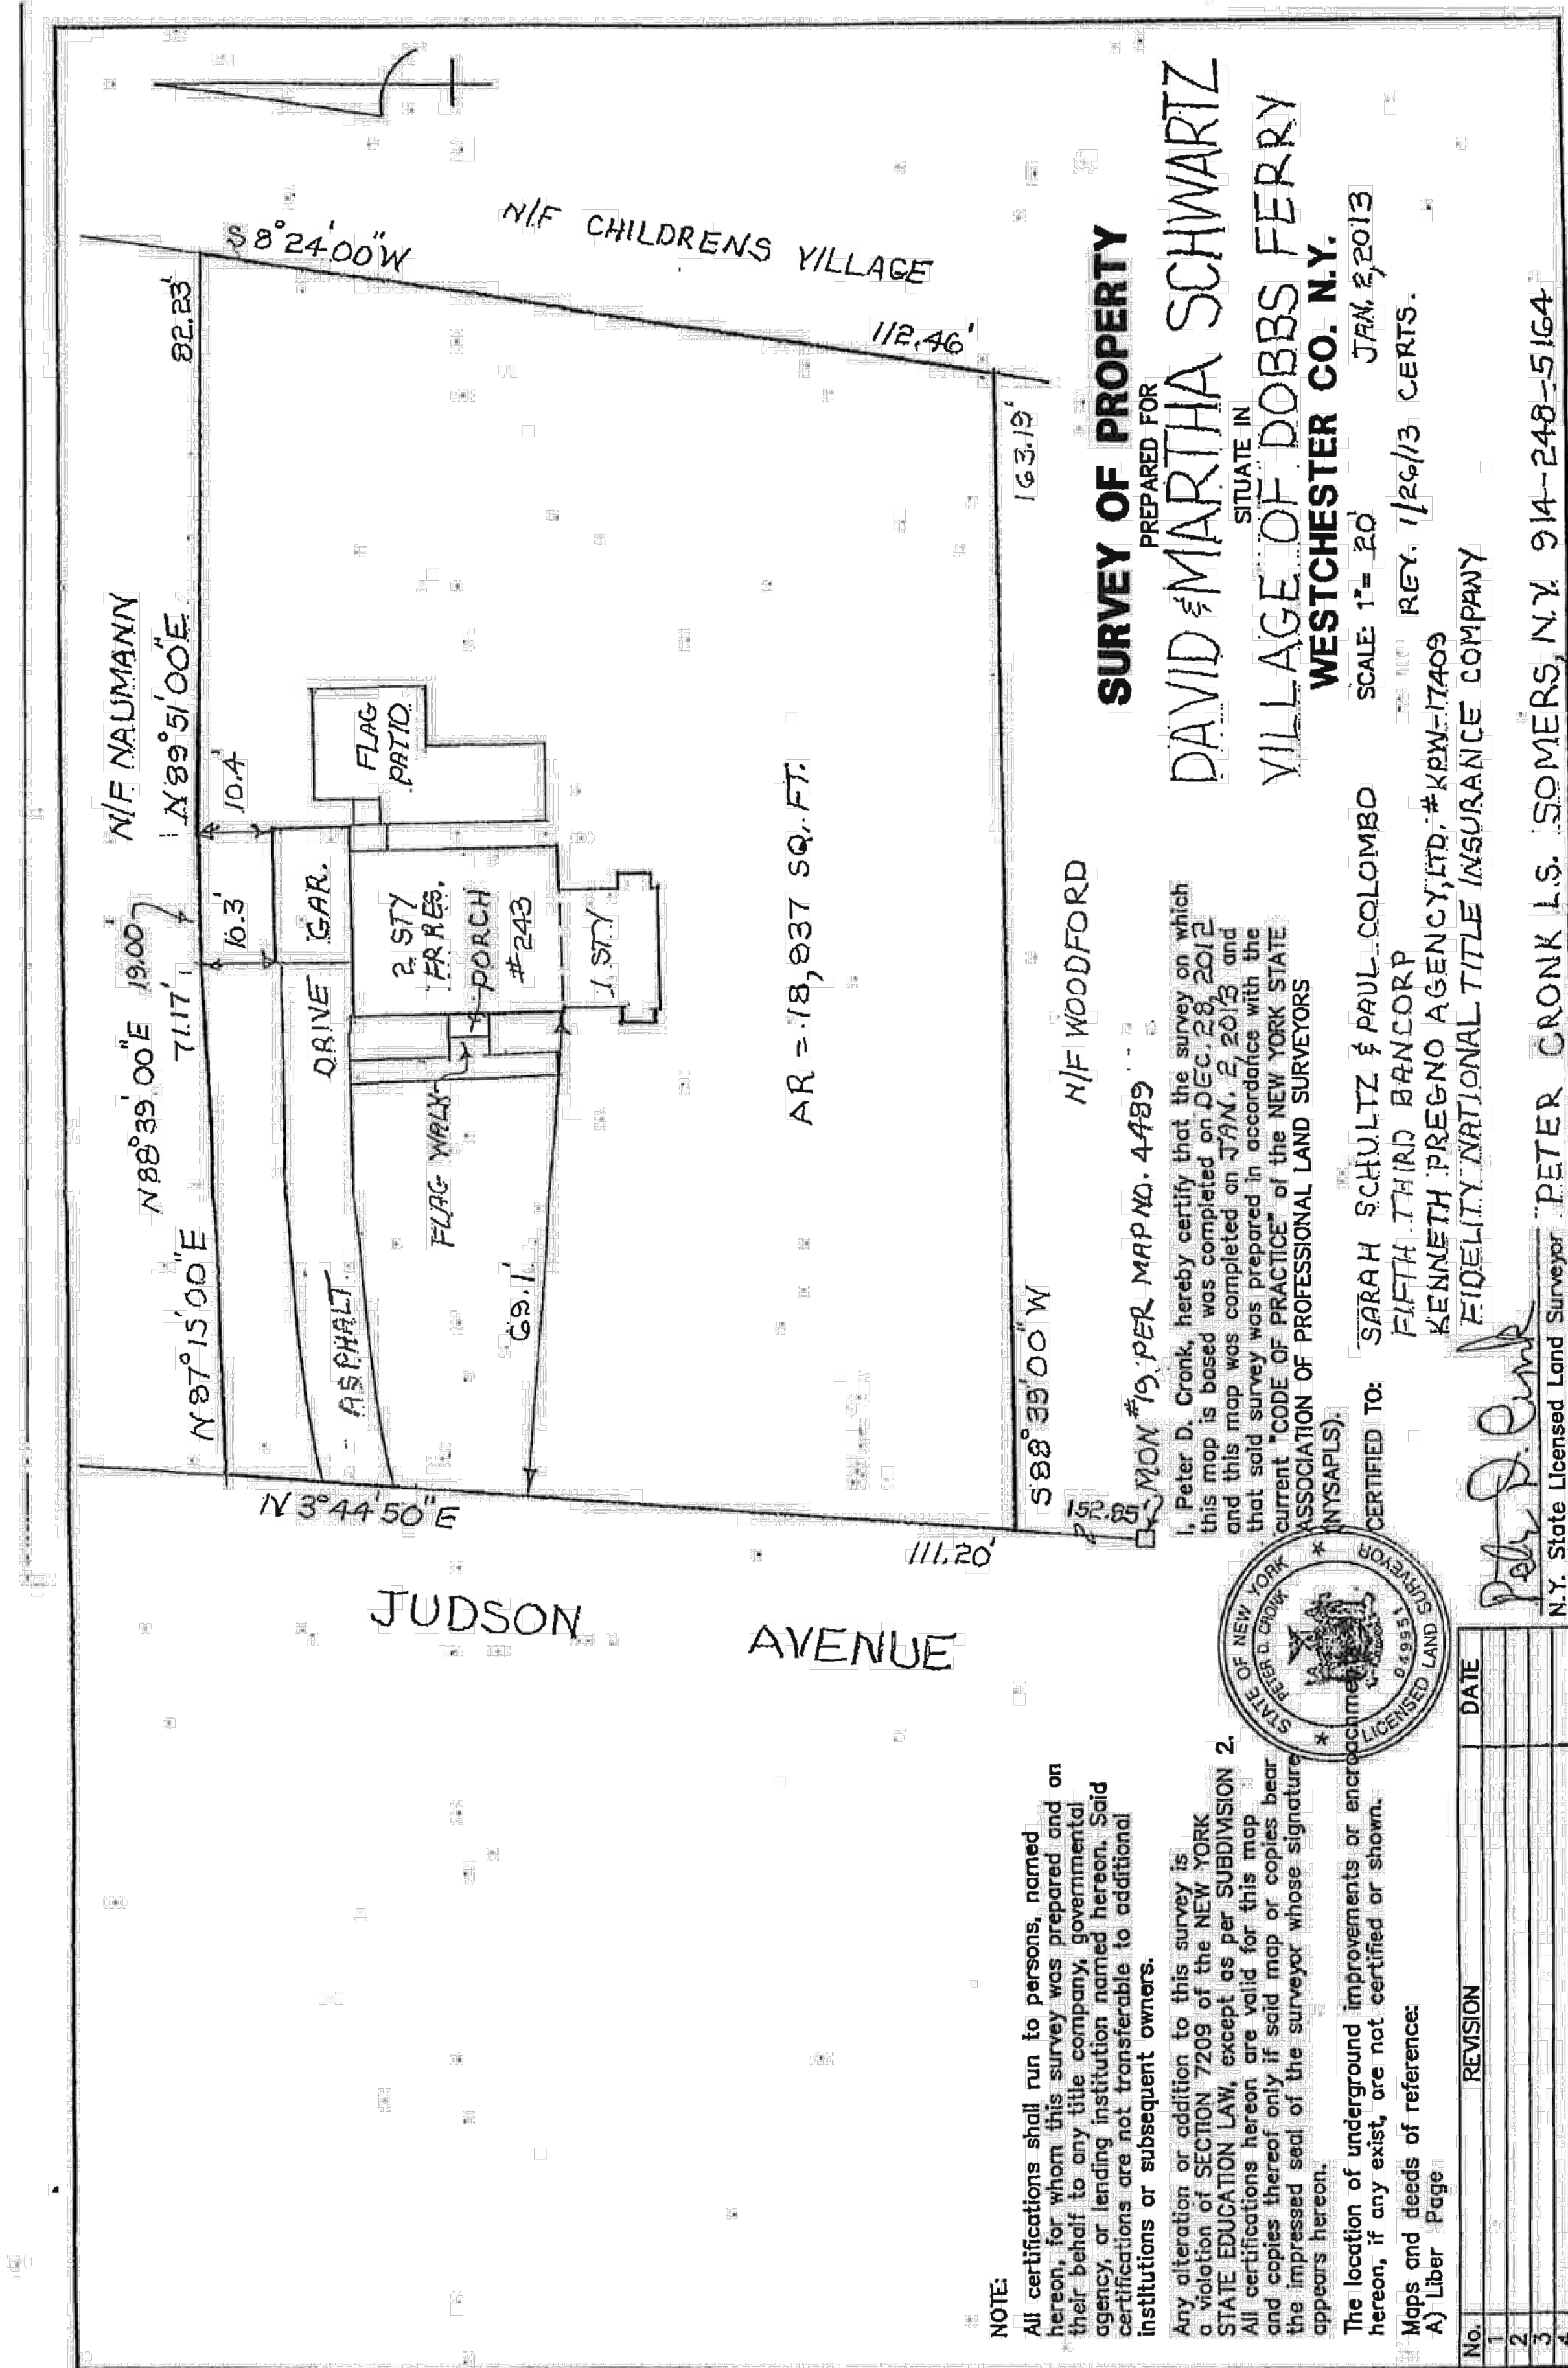 N/F NAUMANN
N 87°15'00"E
N88°39'00"E 19.00
71.17'
N 89°51'00"E
82.23'
10.3'
10.4'
S 8°24'00"W
112.46'
N/F CHILDRENS VILLAGE
DRIVE
ASPHALT
GAR.
2 STY
FR RES.
PORCH
#243
1 STY
FLAG
PATIO
FLAG WALK
69.1'
N 3°44'50"E
111.20'
AR = 18,837 SQ. FT.
JUDSON
AVENUE
S 88°39'00"W
163.19'
152.85'
MON #19 PER MAP NO. 4489
N/F WOODFORD
SURVEY OF PROPERTY
PREPARED FOR
DAVID & MARTHA SCHWARTZ
SITUATE IN
VILLAGE OF DOBBS FERRY
WESTCHESTER CO. N.Y.
SCALE: 1"= 20' JAN. 2, 2013
REV. 1/26/13 CERTS.
I, Peter D. Cronk, hereby certify that the survey on which
this map is based was completed on DEC. 28, 2012
and this map was completed on JAN. 2, 2013 and
that said survey was prepared in accordance with the
current "CODE OF PRACTICE" of the NEW YORK STATE
ASSOCIATION OF PROFESSIONAL LAND SURVEYORS
(NYSAPLS).
CERTIFIED TO:
SARAH SCHULTZ & PAUL COLOMBO
FIFTH THIRD BANCORP
KENNETH PREGNO AGENCY, LTD. #KPW-17409
FIDELITY NATIONAL TITLE INSURANCE COMPANY
Peter D. Cronk
N.Y. State Licensed Land Surveyor PETER CRONK L.S. SOMERS, N.Y. 914-248-5164
STATE OF NEW YORK
PETER D. CRONK
049951
LICENSED LAND SURVEYOR
NOTE:
All certifications shall run to persons, named
hereon, for whom this survey was prepared and on
their behalf to any title company, governmental
agency, or lending institution named hereon. Said
certifications are not transferable to additional
institutions or subsequent owners.
Any alteration or addition to this survey is
a violation of SECTION 7209 of the NEW YORK
STATE EDUCATION LAW, except as per SUBDIVISION 2.
All certifications hereon are valid for this map
and copies thereof only if said map or copies bear
the impressed seal of the surveyor whose signature
appears hereon.
The location of underground improvements or encroachments
hereon, if any exist, are not certified or shown.
Maps and deeds of reference:
A) Liber Page
No. REVISION DATE
1
2
3
4